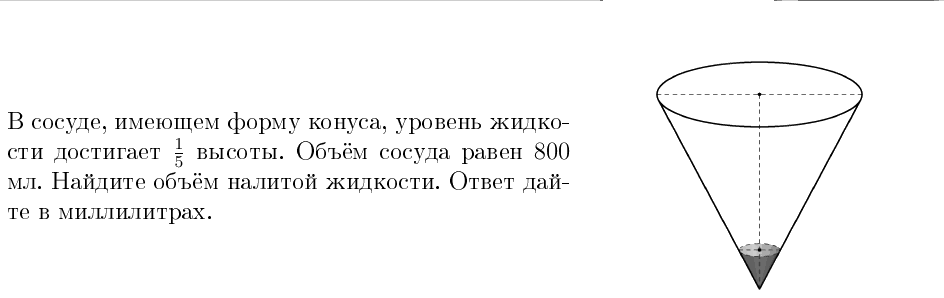 В сосуде, имеющем форму конуса, уровень жидко-
сти достигает 1/5 высоты. Объём сосуда равен 800
мл. Найдите объём налитой жидкости. Ответ дай-
те в миллилитрах.